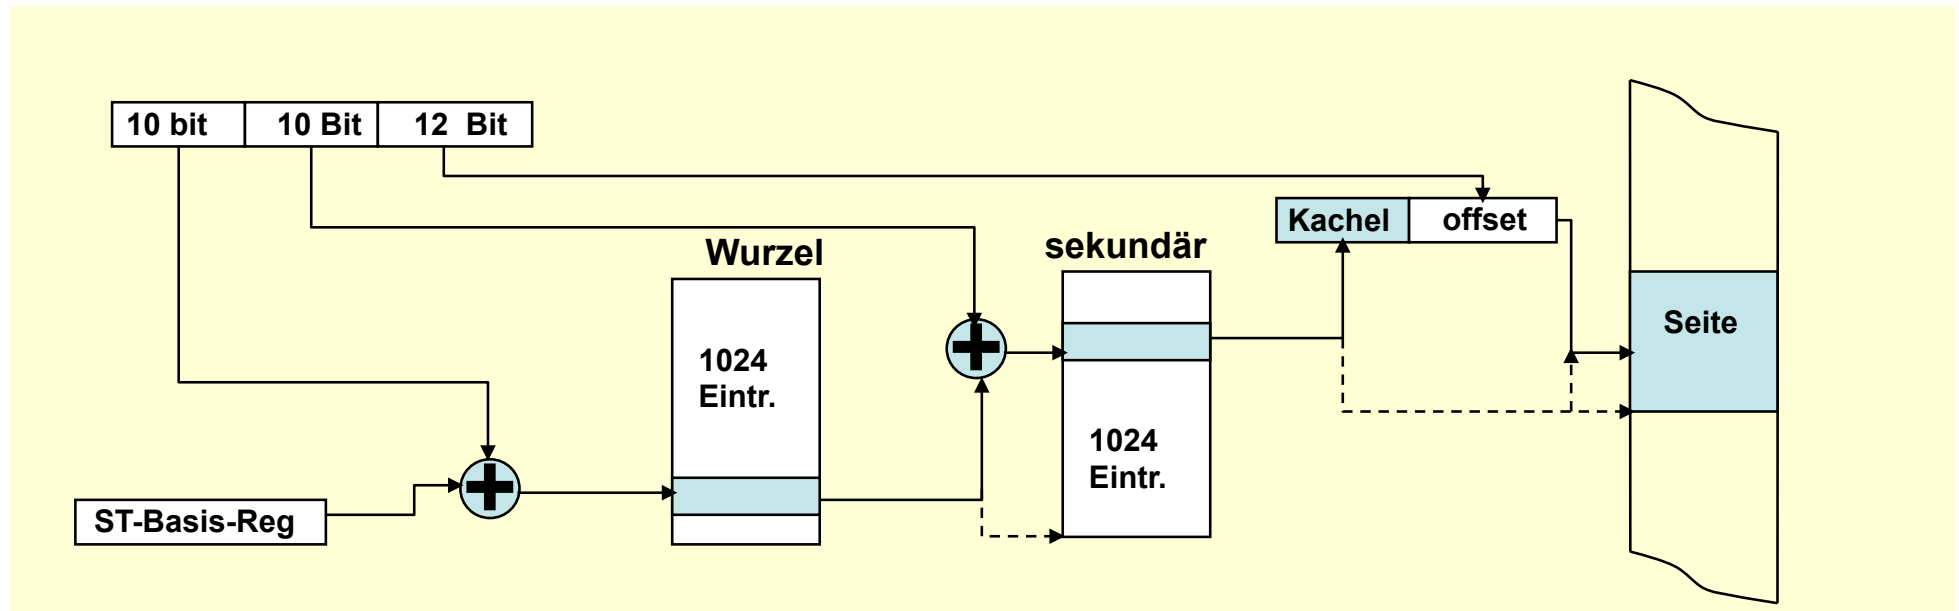 10 bit 10 Bit 12 Bit
Kachel offset
Wurzel
sekundär
Seite
1024
Eintr.
1024
Eintr.
ST-Basis-Reg